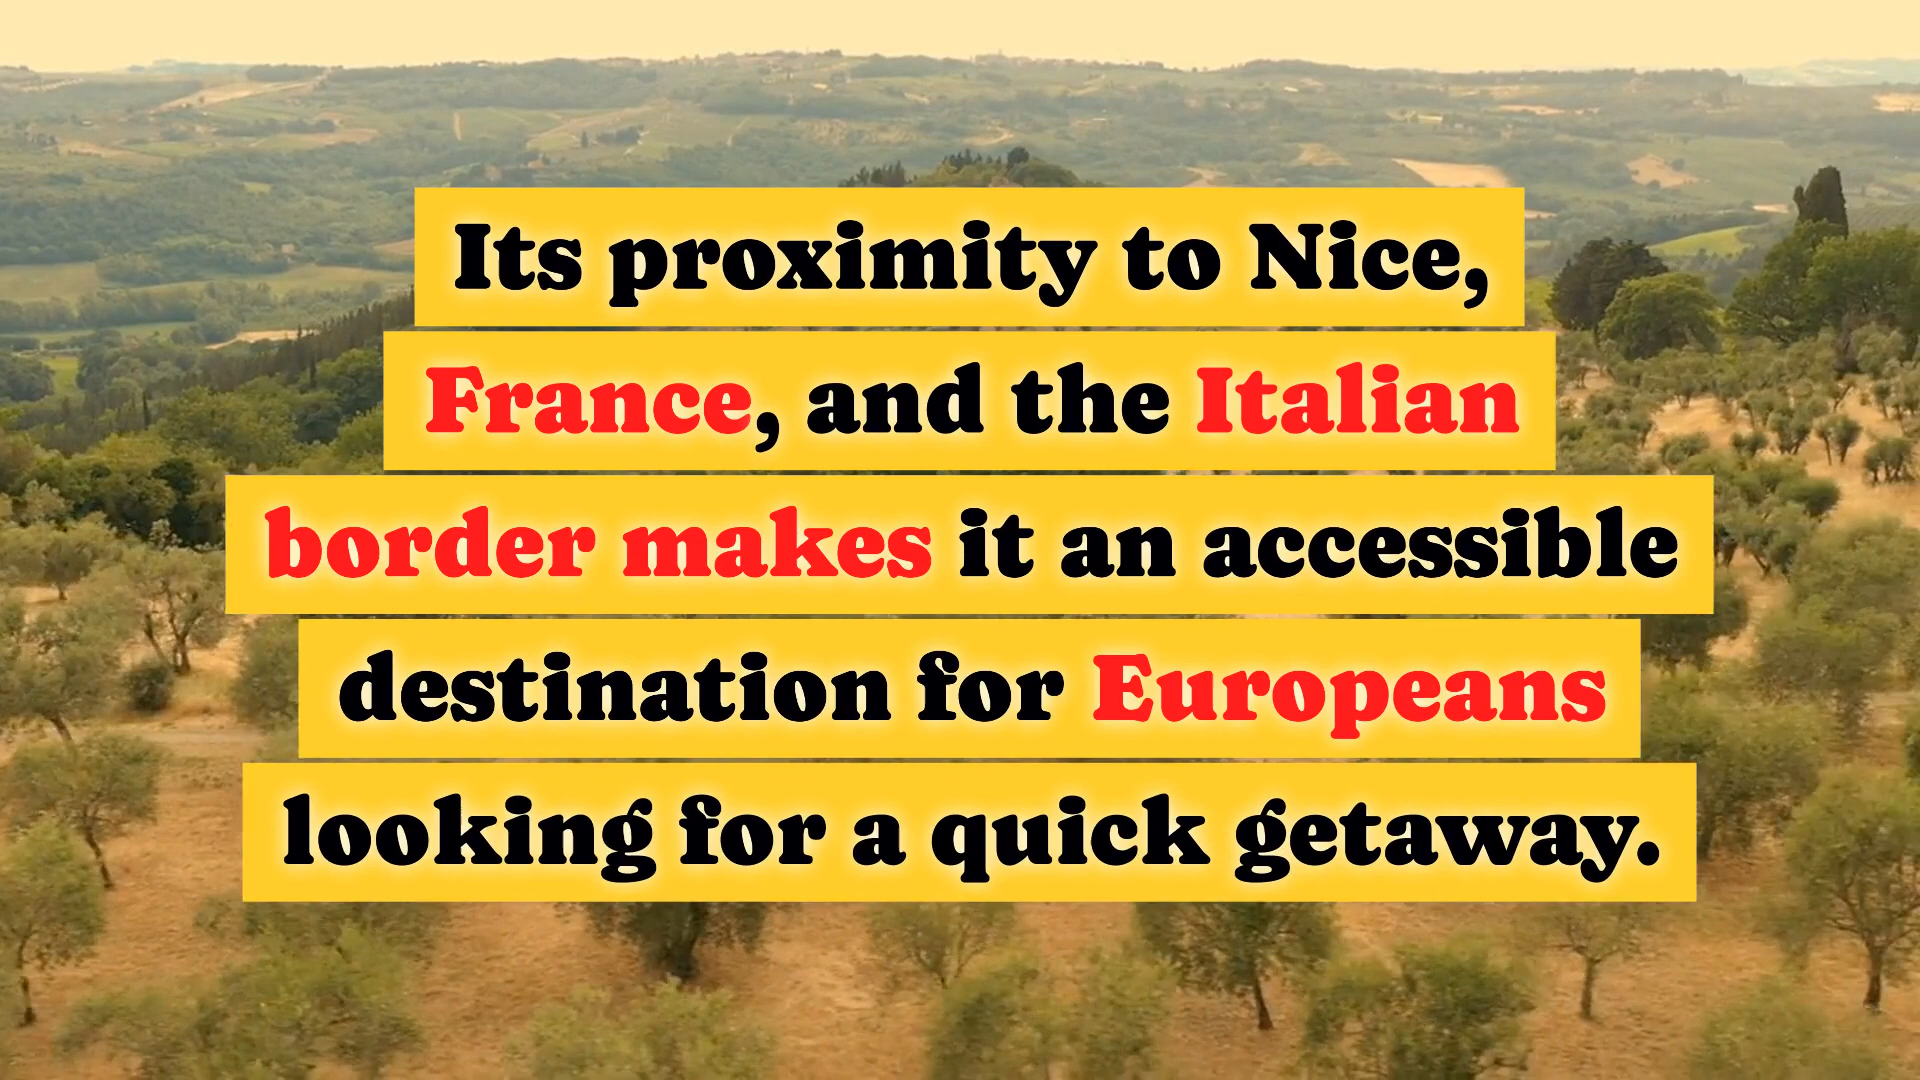 Its proximity to Nice,
France, and the Italian
border makes it an accessible
destination for Europeans
looking for a quick getaway.